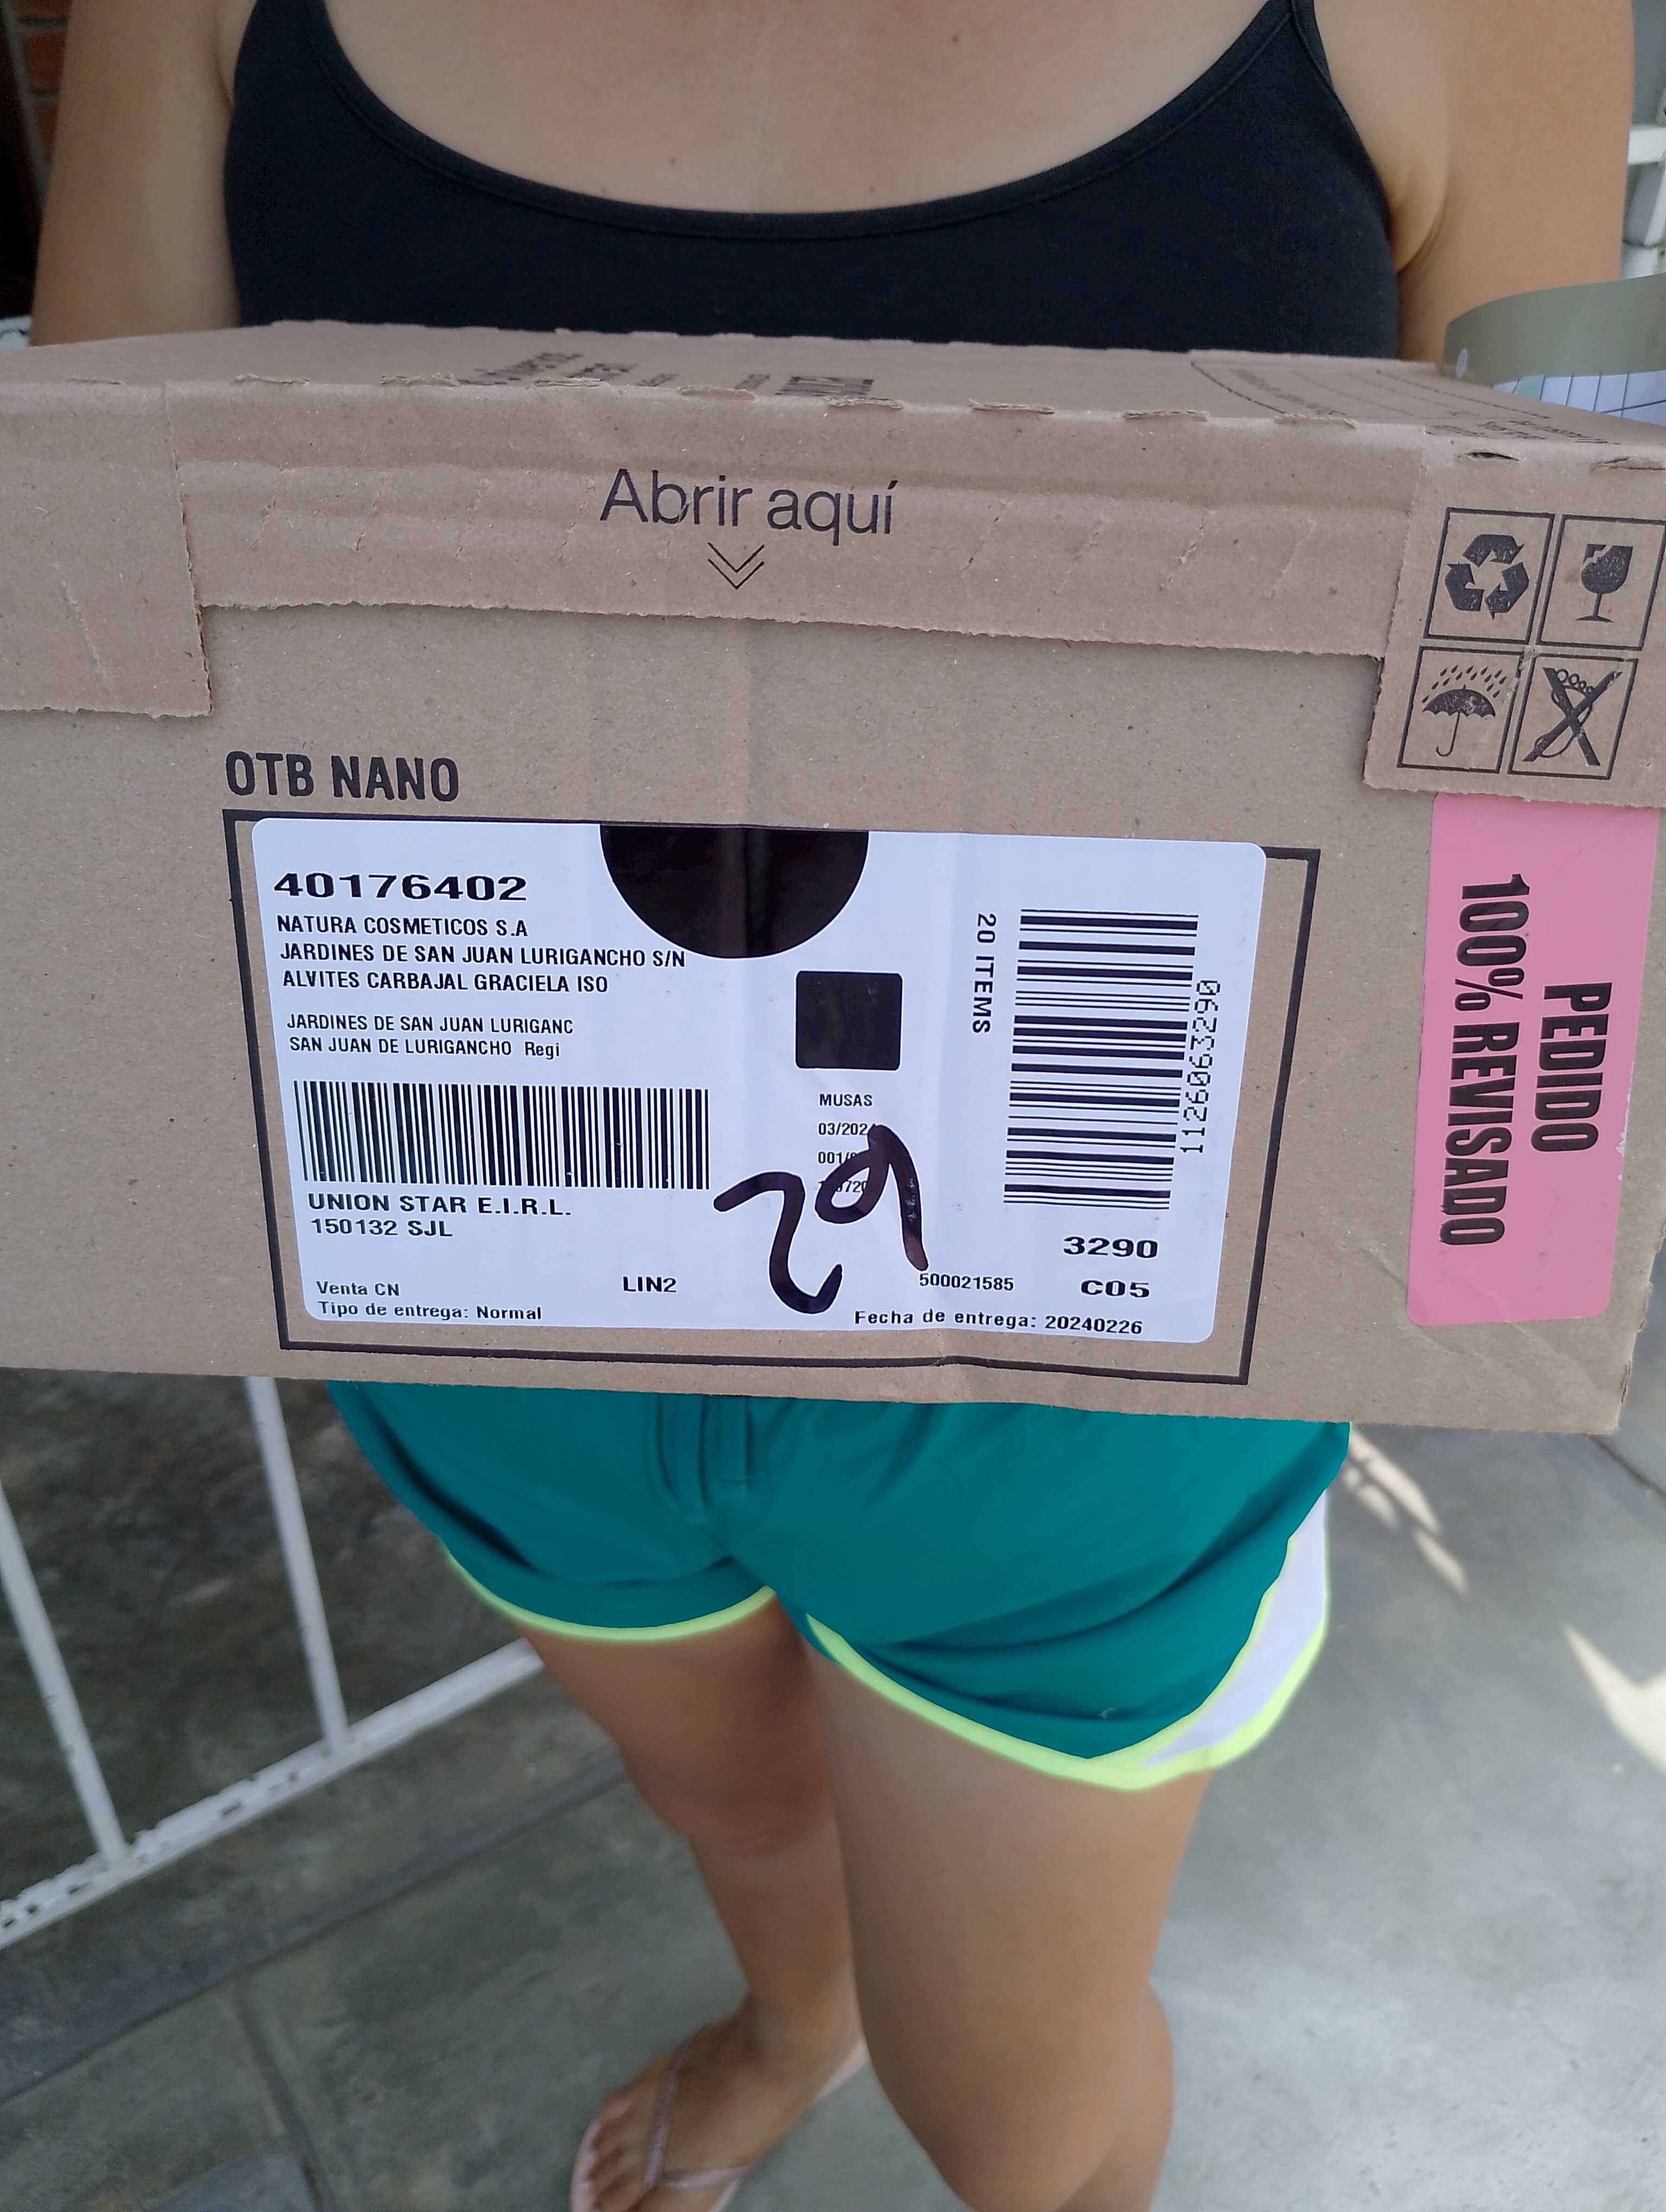 Abrir aquí
OTB NANO
40176402
NATURA COSMETICOS S.A
JARDINES DE SAN JUAN LURIGANCHO S/N
ALVITES CARBAJAL GRACIELA ISO
JARDINES DE SAN JUAN LURIGANC
SAN JUAN DE LURIGANCHO Regi
UNION STAR E.I.R.L.
150132 SJL
Venta CN
Tipo de entrega: Normal
LIN2
MUSAS
03/2024
29
500021585
Fecha de entrega: 20240226
20 ITEMS
1126063290
3290
C05
PEDIDO
100% REVISADO